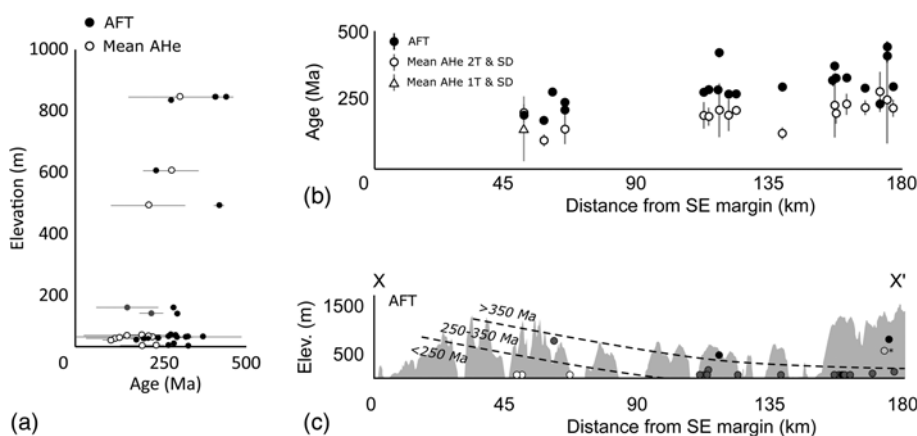 AFT
Mean AHe
1000
800
600
400
200
0
250
500
Elevation (m)
Age (Ma)
(a)
500
250
0
45
90
135
180
Age (Ma)
AFT
Mean AHe 2T & SD
Mean AHe 1T & SD
Distance from SE margin (km)
(b)
X
X'
AFT
1500
500
Elev. (m)
>350 Ma
250-350 Ma
<250 Ma
0
45
90
135
180
Distance from SE margin (km)
(c)